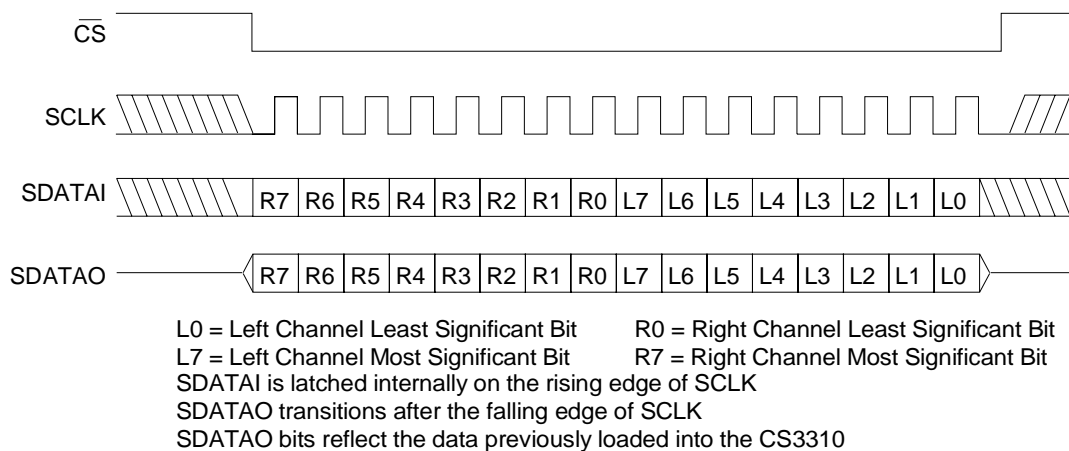 CS
SCLK
SDATAI R7 R6 R5 R4 R3 R2 R1 R0 L7 L6 L5 L4 L3 L2 L1 L0
SDATAO R7 R6 R5 R4 R3 R2 R1 R0 L7 L6 L5 L4 L3 L2 L1 L0
L0 = Left Channel Least Significant Bit R0 = Right Channel Least Significant Bit
L7 = Left Channel Most Significant Bit R7 = Right Channel Most Significant Bit
SDATAI is latched internally on the rising edge of SCLK
SDATAO transitions after the falling edge of SCLK
SDATAO bits reflect the data previously loaded into the CS3310